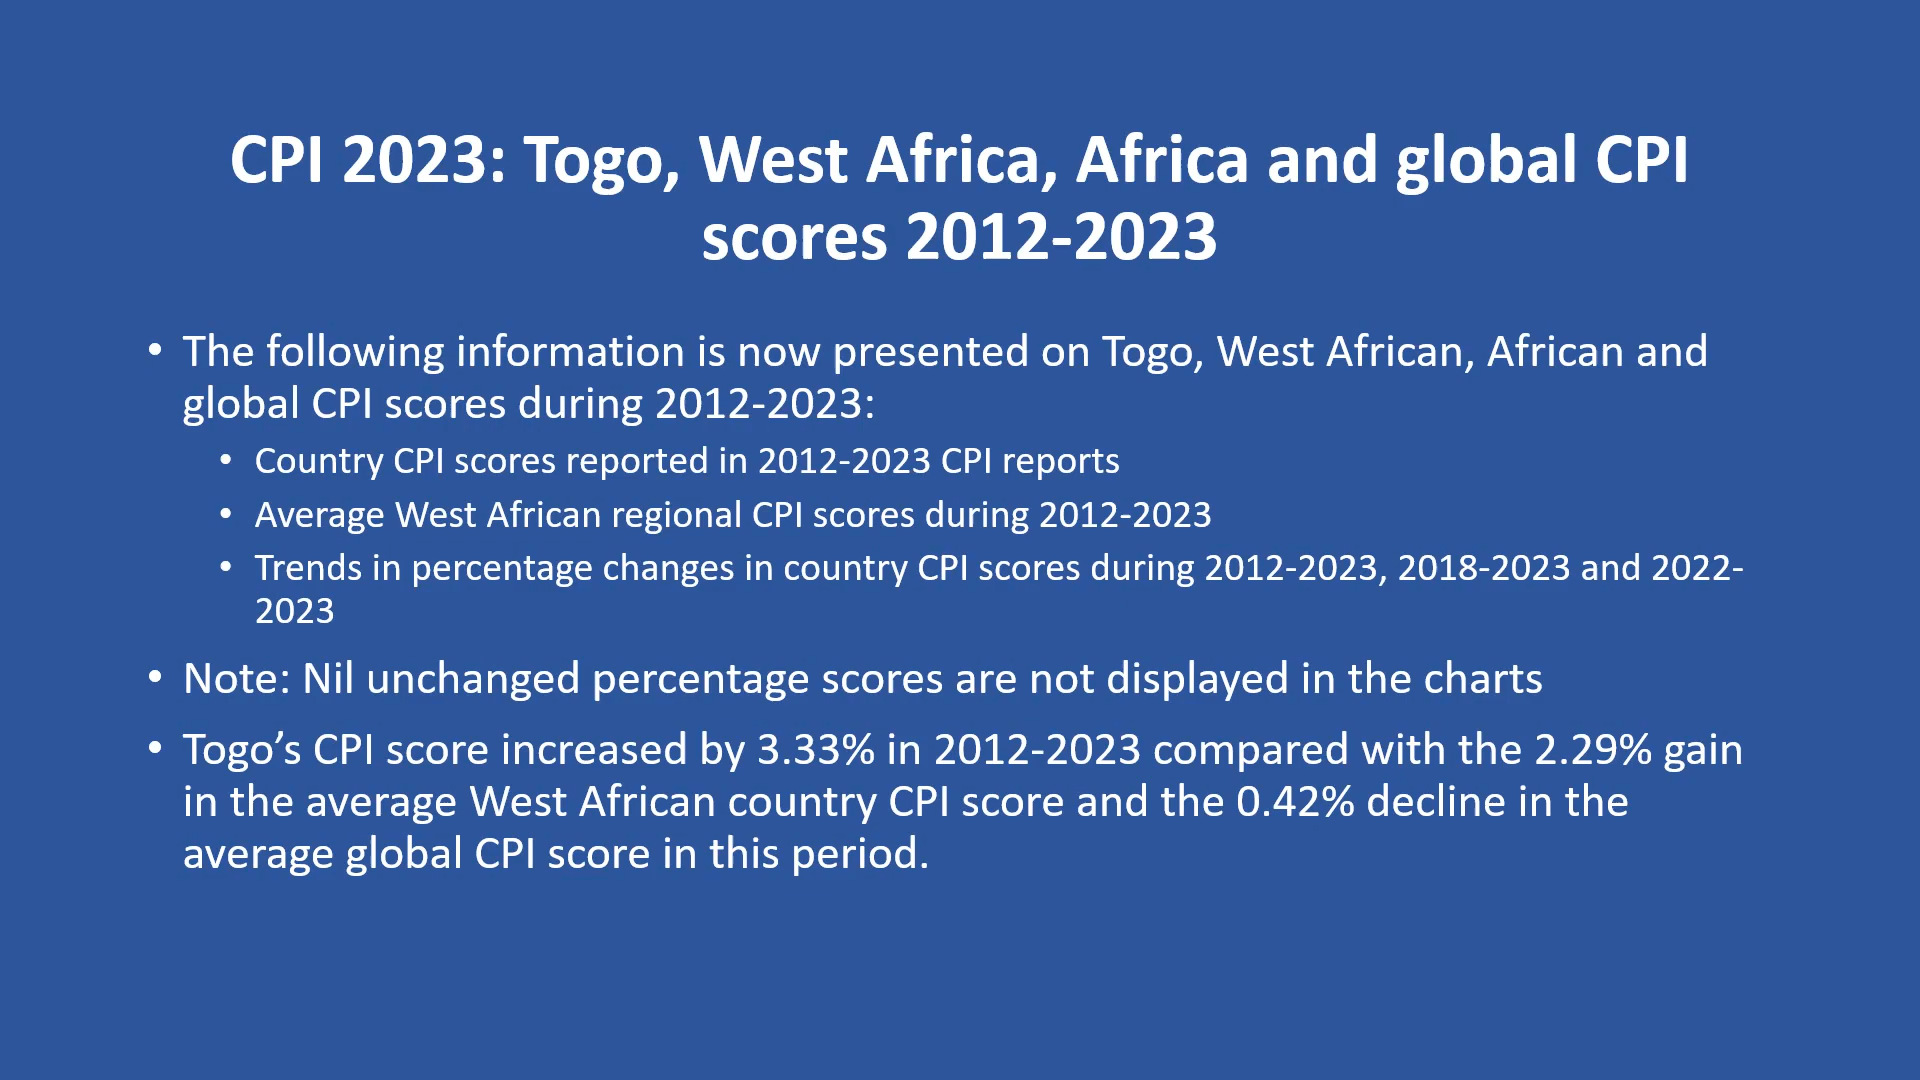 CPI 2023: Togo, West Africa, Africa and global CPI
scores 2012-2023
• The following information is now presented on Togo, West African, African and
global CPI scores during 2012-2023:
• Country CPI scores reported in 2012-2023 CPI reports
• Average West African regional CPI scores during 2012-2023
• Trends in percentage changes in country CPI scores during 2012-2023, 2018-2023 and 2022-
2023
• Note: Nil unchanged percentage scores are not displayed in the charts
• Togo’s CPI score increased by 3.33% in 2012-2023 compared with the 2.29% gain
in the average West African country CPI score and the 0.42% decline in the
average global CPI score in this period.